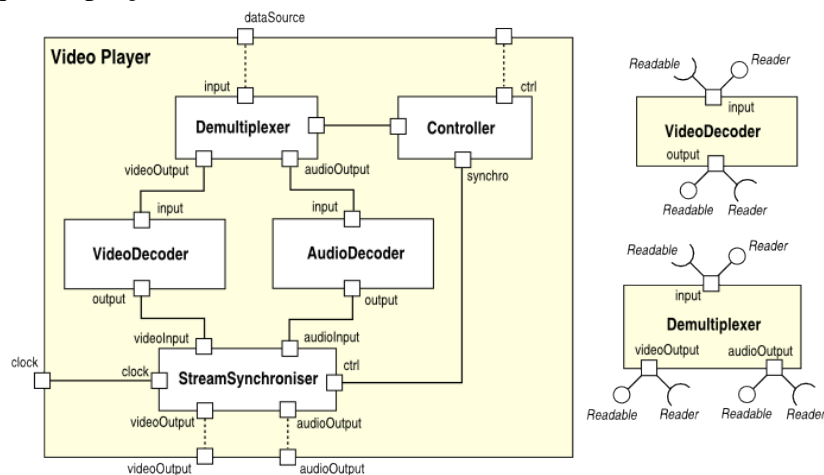 dataSource
Video Player
input
ctrl
Demultiplexer
Controller
videoOutput
audioOutput
synchro
input
input
VideoDecoder
AudioDecoder
output
output
videoInput
audioInput
clock
clock
StreamSynchroniser
ctrl
videoOutput
audioOutput
videoOutput
audioOutput
Readable
Reader
input
VideoDecoder
output
Readable
Reader
Readable
Reader
input
Demultiplexer
videoOutput
audioOutput
Readable
Reader
Readable
Reader